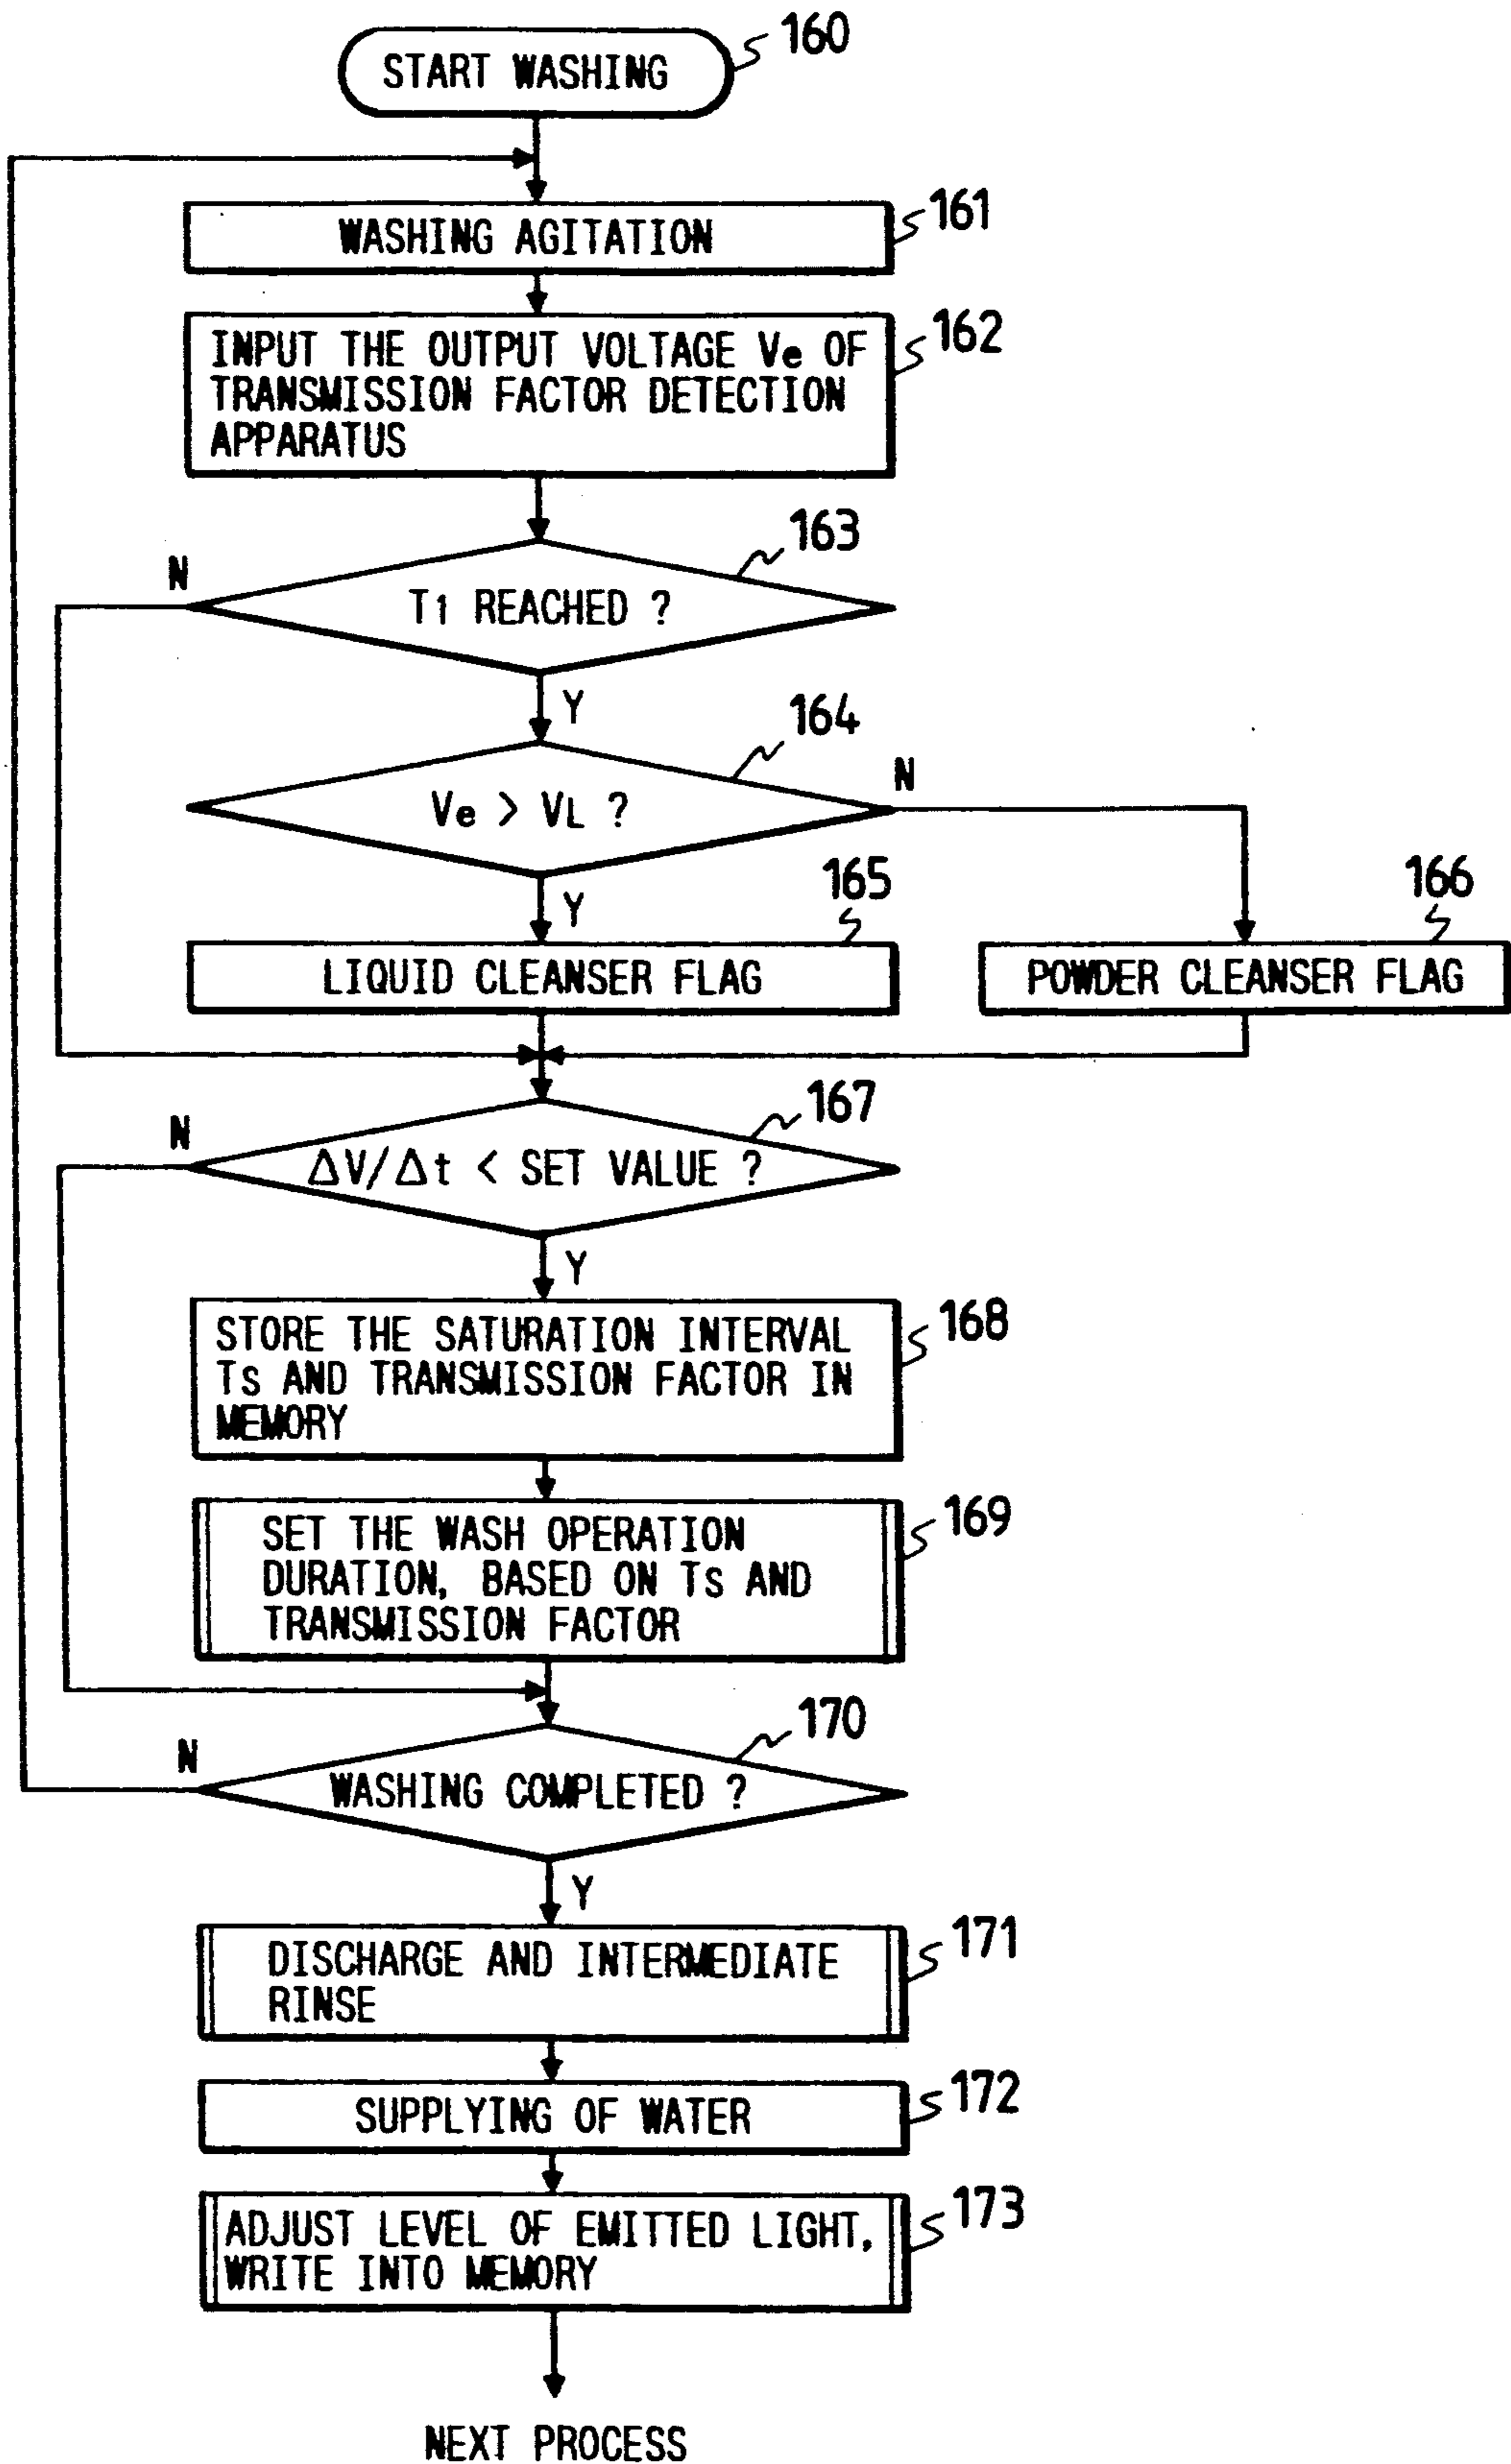 START WASHING
160
WASHING AGITATION
161
INPUT THE OUTPUT VOLTAGE Ve OF
TRANSMISSION FACTOR DETECTION
APPARATUS
162
T1 REACHED ?
163
N
Y
Ve > VL ?
164
N
Y
LIQUID CLEANSER FLAG
165
POWDER CLEANSER FLAG
166
ΔV/Δt < SET VALUE ?
167
N
Y
STORE THE SATURATION INTERVAL
Ts AND TRANSMISSION FACTOR IN
MEMORY
168
SET THE WASH OPERATION
DURATION, BASED ON Ts AND
TRANSMISSION FACTOR
169
WASHING COMPLETED ?
170
N
Y
DISCHARGE AND INTERMEDIATE
RINSE
171
SUPPLYING OF WATER
172
ADJUST LEVEL OF EMITTED LIGHT,
WRITE INTO MEMORY
173
NEXT PROCESS